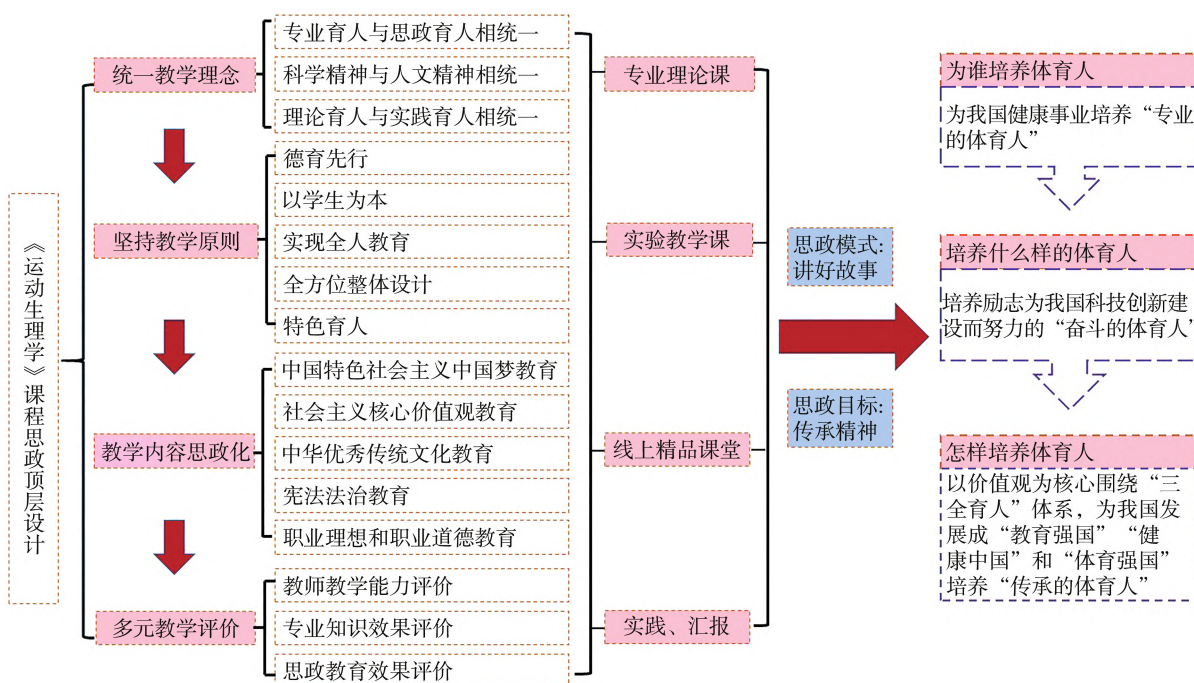 《运动生理学》课程思政顶层设计
统一教学理念
坚持教学原则
教学内容思政化
多元教学评价
专业育人与思政育人相统一
科学精神与人文精神相统一
理论育人与实践育人相统一
德育先行
以学生为本
实现全人教育
全方位整体设计
特色育人
中国特色社会主义中国梦教育
社会主义核心价值观教育
中华优秀传统文化教育
宪法法治教育
职业理想和职业道德教育
教师教学能力评价
专业知识效果评价
思政教育效果评价
专业理论课
实验教学课
线上精品课堂
实践、汇报
思政模式:
讲好故事
思政目标:
传承精神
为谁培养体育人
为我国健康事业培养“专业
的体育人”
培养什么样的体育人
培养励志为我国科技创新建
设而努力的“奋斗的体育人”
怎样培养体育人
以价值观为核心围绕“三
全育人”体系，为我国发
展成“教育强国”“健
康中国”和“体育强国”
培养“传承的体育人”